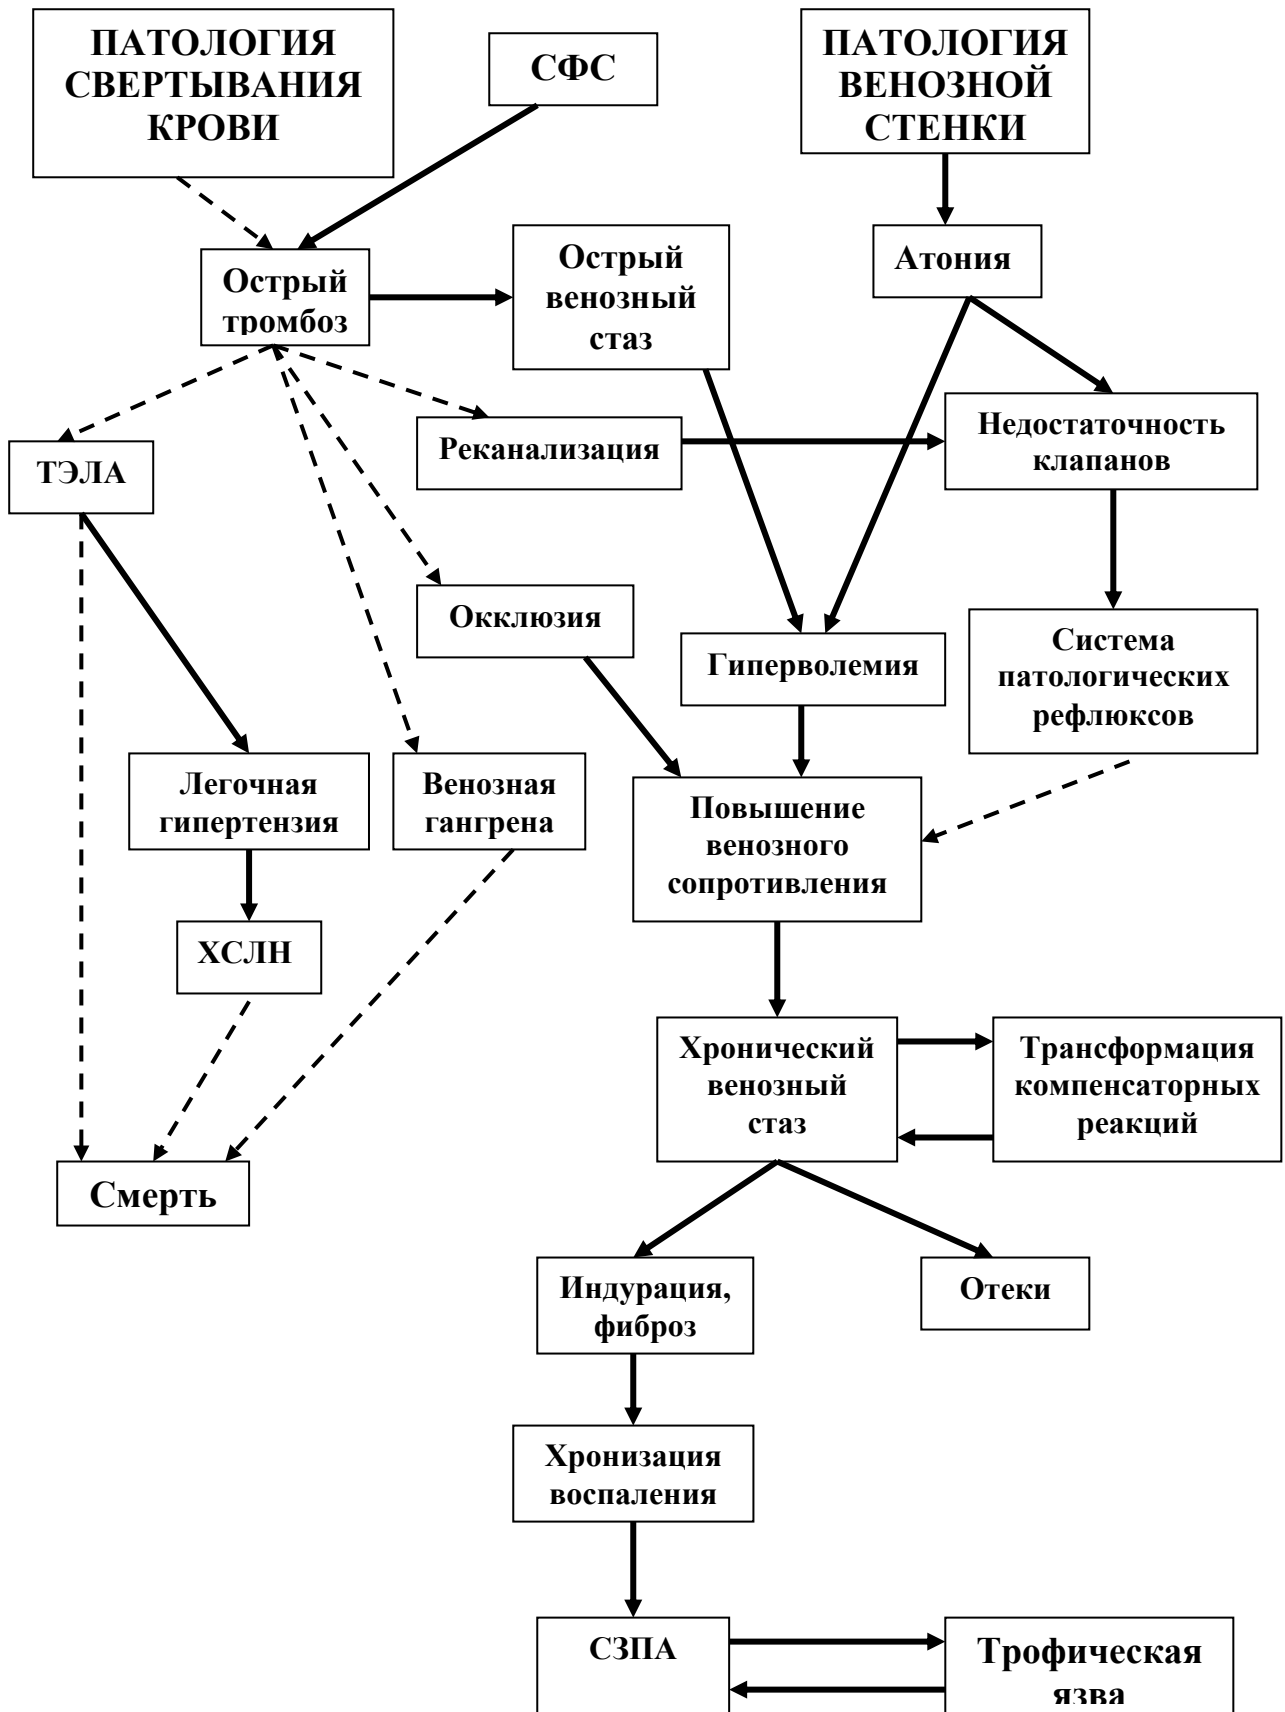 ПАТОЛОГИЯ
СВЕРТЫВАНИЯ
КРОВИ
СФС
ПАТОЛОГИЯ
ВЕНОЗНОЙ
СТЕНКИ
Острый
тромбоз
Острый
венозный
стаз
Атония
ТЭЛА
Реканализация
Недостаточность
клапанов
Окклюзия
Гиперволемия
Система
патологических
рефлюксов
Легочная
гипертензия
Венозная
гангрена
Повышение
венозного
сопротивления
ХСЛН
Хронический
венозный
стаз
Трансформация
компенсаторных
реакций
Смерть
Индурация,
фиброз
Отеки
Хронизация
воспаления
СЗПА
Трофическая
язва